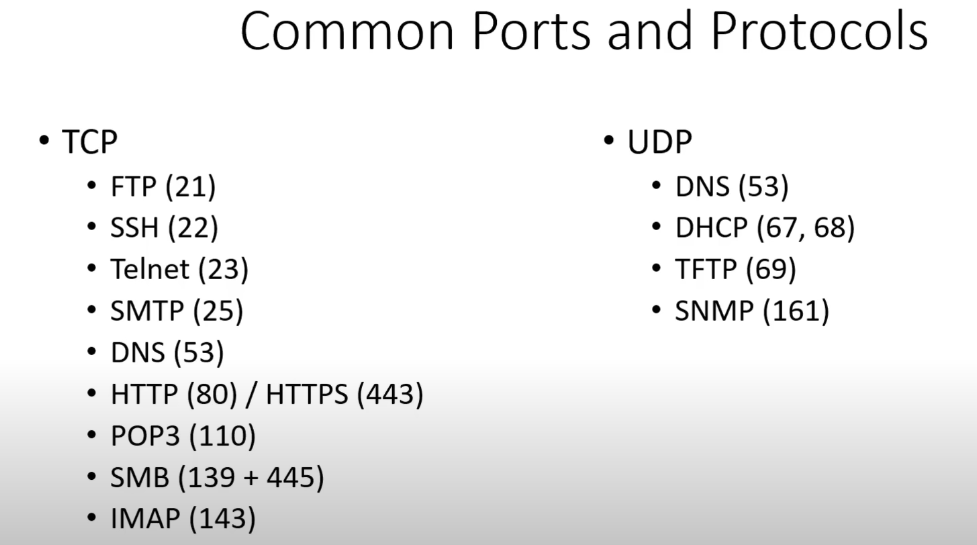 Common Ports and Protocols
• TCP
• FTP (21)
• SSH (22)
• Telnet (23)
• SMTP (25)
• DNS (53)
• HTTP (80) / HTTPS (443)
• POP3 (110)
• SMB (139 + 445)
• IMAP (143)
• UDP
• DNS (53)
• DHCP (67, 68)
• TFTP (69)
• SNMP (161)